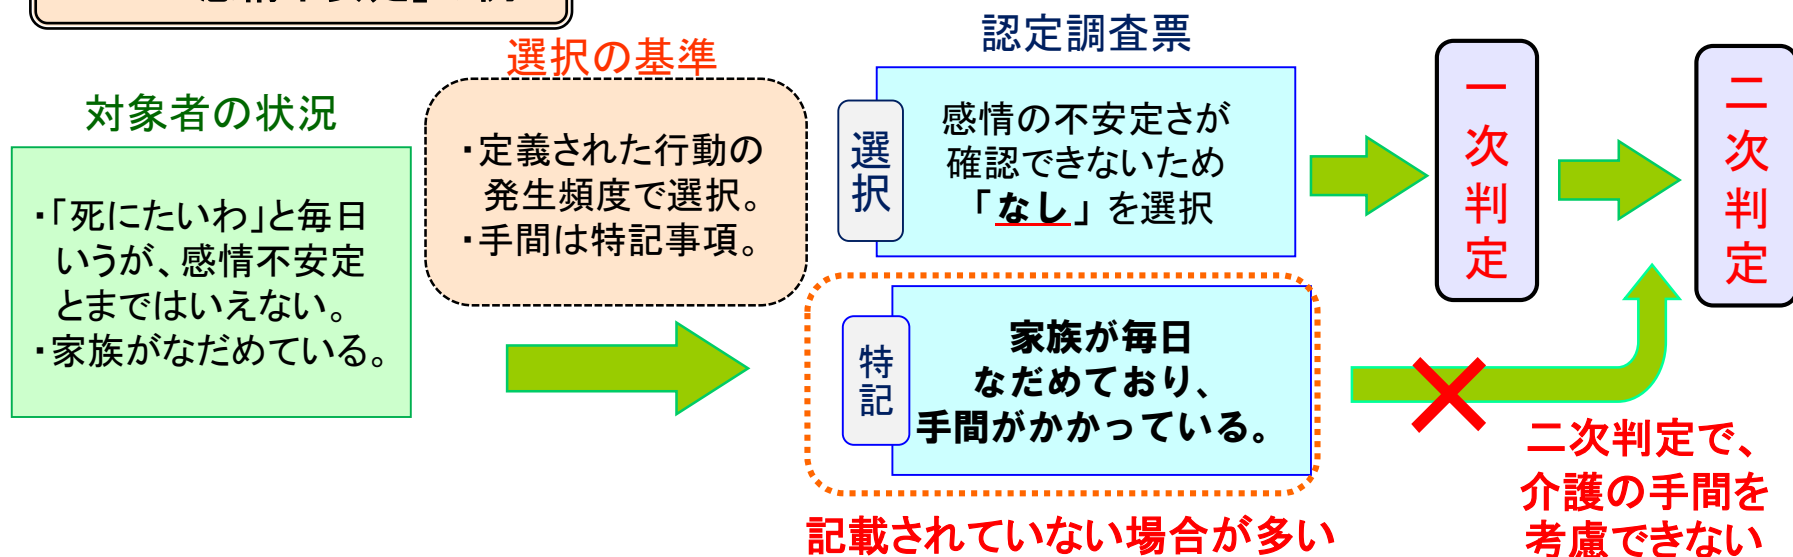 対象者の状況
・「死にたいわ」と毎日
いうが、感情不安定
とまではいえない。
・家族がなだめている。
選択の基準
・定義された行動の
発生頻度で選択。
・手間は特記事項。
認定調査票
選択
感情の不安定さが
確認できないため
「なし」を選択
特記
家族が毎日
なだめており、
手間がかかっている。
記載されていない場合が多い
一次判定
二次判定
二次判定で、
介護の手間を
考慮できない